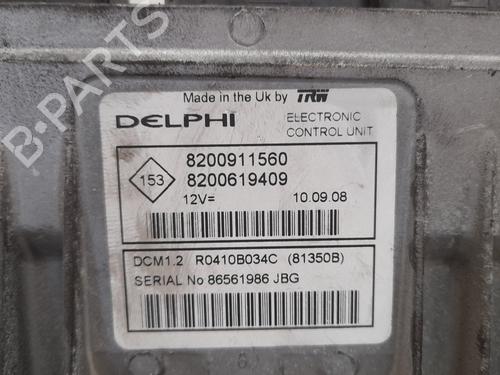 B-PARTS
Made in the Uk by TRW
DELPHI ELECTRONIC CONTROL UNIT
8200911560
153 8200619409
12V= 10.09.08
DCM1.2 R0410B034C (81350B)
SERIAL No 86561986 JBG